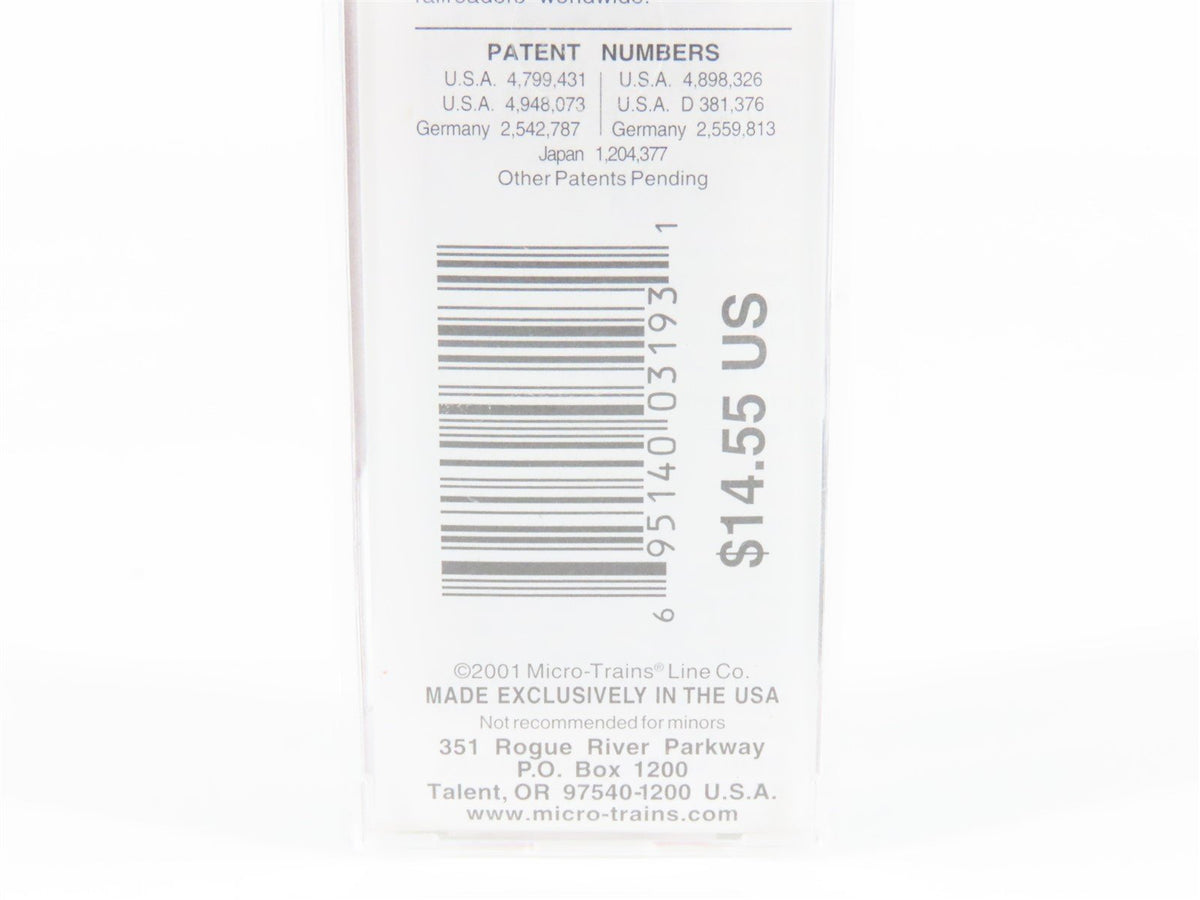 railroaders worldwide.
PATENT NUMBERS
U.S.A. 4,799,431 U.S.A. 4,898,326
U.S.A. 4,948,073 U.S.A. D 381,376
Germany 2,542,787 Germany 2,559,813
Japan 1,204,377
Other Patents Pending
6 95140 03193 1
$14.55 US
©2001 Micro-Trains® Line Co.
MADE EXCLUSIVELY IN THE USA
Not recommended for minors
351 Rogue River Parkway
P.O. Box 1200
Talent, OR 97540-1200 U.S.A.
www.micro-trains.com